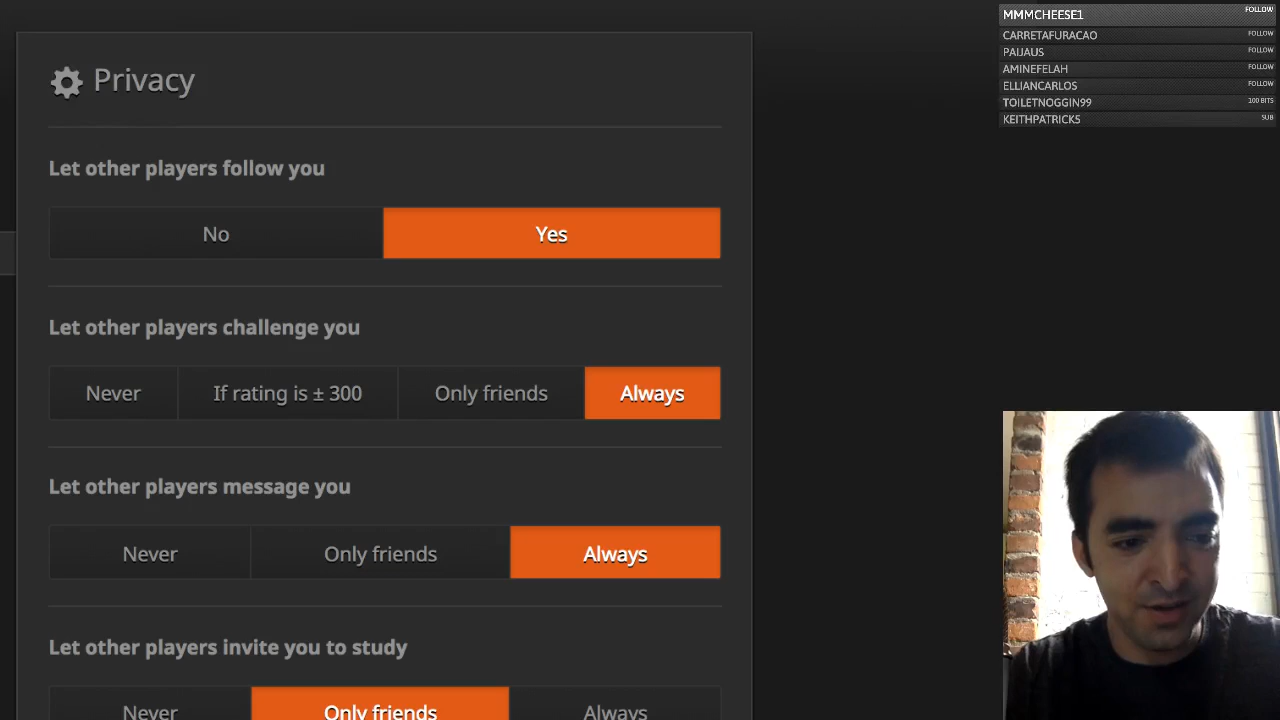 Privacy
Let other players follow you
No Yes
Let other players challenge you
Never If rating is ± 300 Only friends Always
Let other players message you
Never Only friends Always
Let other players invite you to study
Never Only friends Always
MMMCHEESE1 FOLLOW
CARRETAFURACAO FOLLOW
PAIJAUS FOLLOW
AMINEFELAH FOLLOW
ELLIANCARLOS FOLLOW
TOILETNOGGIN99 100 BITS
KEITHPATRICKS SUB